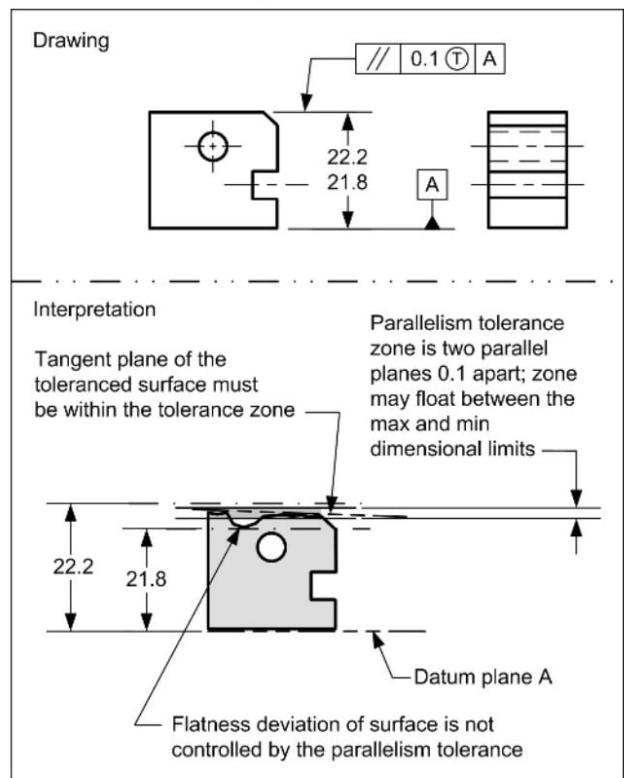 Drawing
// 0.1 Ⓣ A
22.2
21.8
A
Interpretation
Tangent plane of the
toleranced surface must
be within the tolerance zone
Parallelism tolerance
zone is two parallel
planes 0.1 apart; zone
may float between the
max and min
dimensional limits
22.2
21.8
Datum plane A
Flatness deviation of surface is not
controlled by the parallelism tolerance